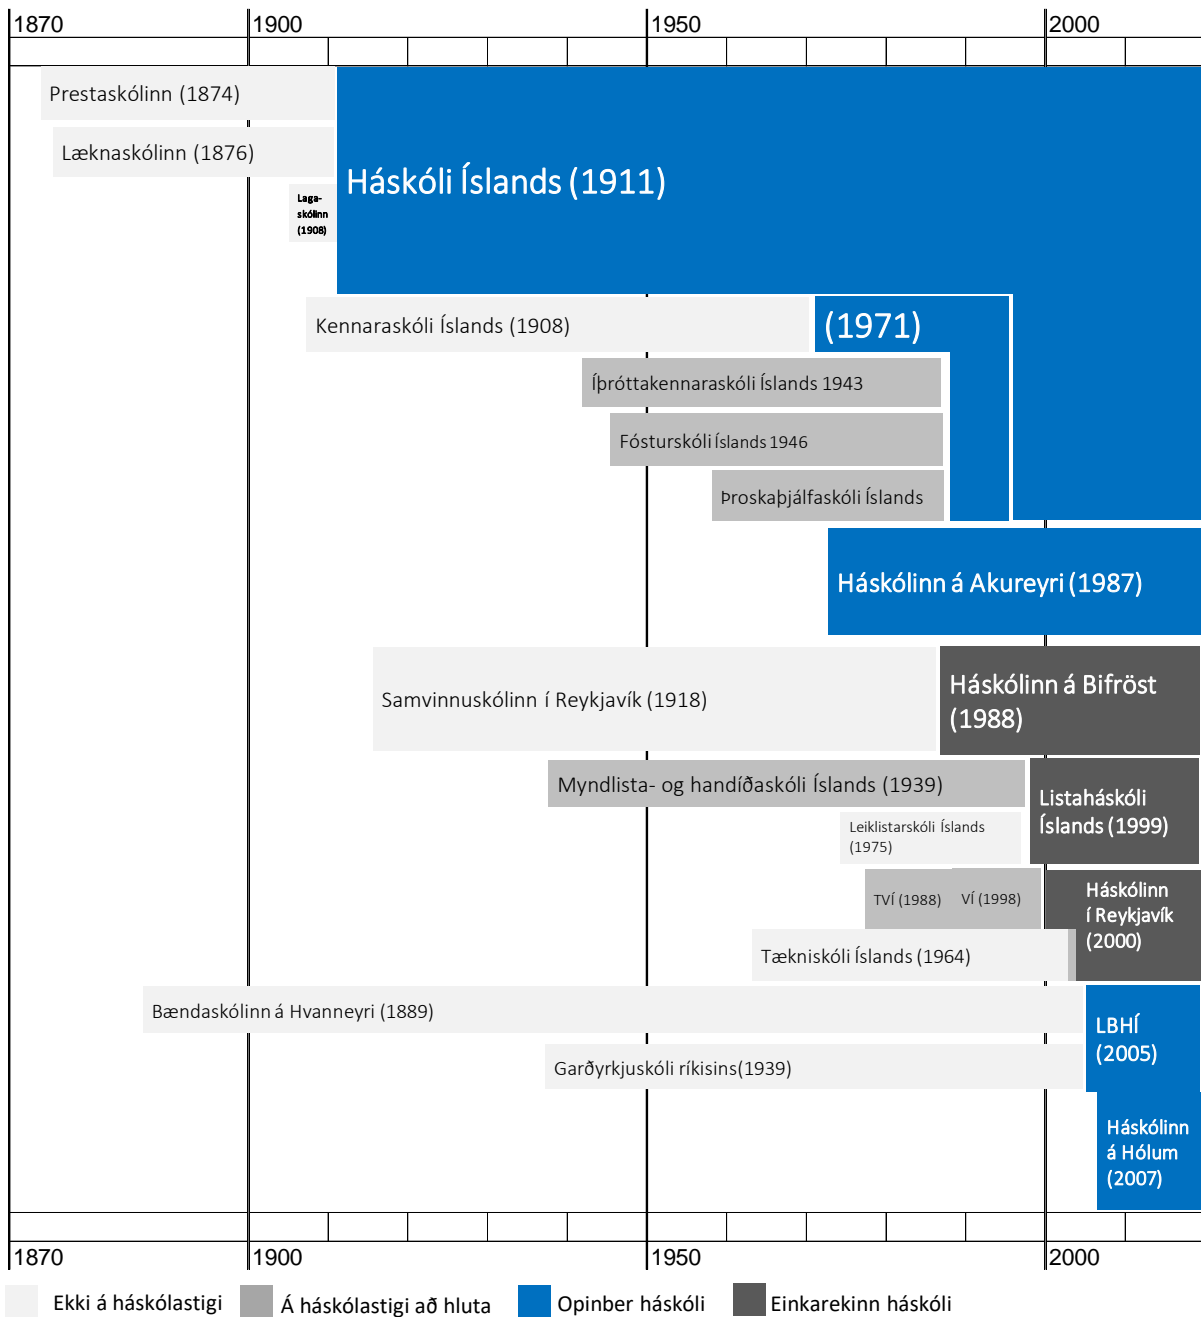 1870 1900 1950 2000
Prestaskólinn (1874)
Læknaskólinn (1876)
Háskóli Íslands (1911)
Laga-
skólinn
(1908)
Kennaraskóli Íslands (1908)
(1971)
Íþróttakennaraskóli Íslands 1943
Fósturskóli Íslands 1946
Þroskaþjálfaskóli Íslands
Háskólinn á Akureyri (1987)
Samvinnuskólinn í Reykjavík (1918)
Háskólinn á Bifröst
(1988)
Myndlista- og handíðaskóli Íslands (1939)
Listaháskóli
Íslands (1999)
Leiklistarskóli Íslands
(1975)
TVÍ (1988)
VÍ (1998)
Háskólinn
í Reykjavík
(2000)
Tækniskóli Íslands (1964)
Bændaskólinn á Hvanneyri (1889)
LBHÍ
(2005)
Garðyrkjuskóli ríkisins(1939)
Háskólinn
á Hólum
(2007)
1870 1900 1950 2000
Ekki á háskólastigi
Á háskólastigi að hluta
Opinber háskóli
Einkarekinn háskóli